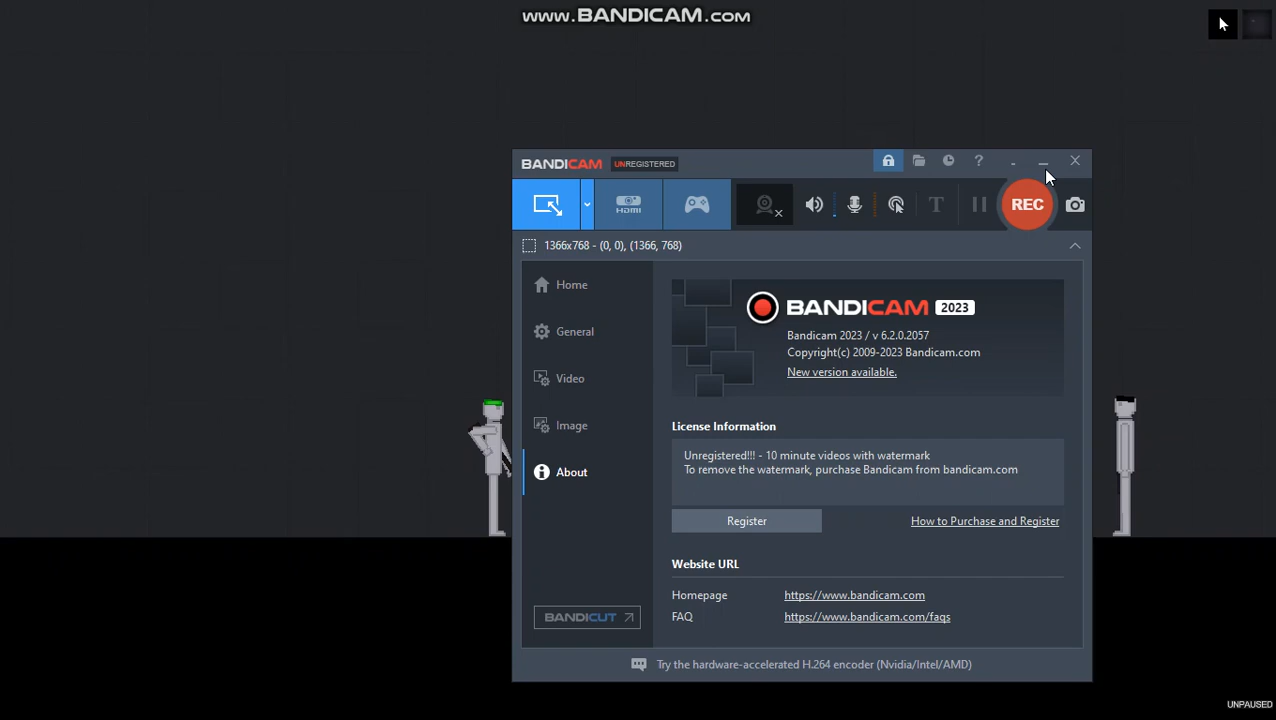 www.BANDICAM.com
BANDICAM UNREGISTERED
HDMI
T
REC
1366x768 - (0, 0), (1366, 768)
Home
General
Video
Image
About
BANDICAM 2023
Bandicam 2023 / v 6.2.0.2057
Copyright(c) 2009-2023 Bandicam.com
New version available.
License Information
Unregistered!!! - 10 minute videos with watermark
To remove the watermark, purchase Bandicam from bandicam.com
Register
How to Purchase and Register
Website URL
Homepage https://www.bandicam.com
FAQ https://www.bandicam.com/faqs
BANDICUT
Try the hardware-accelerated H.264 encoder (Nvidia/Intel/AMD)
UNPAUSED